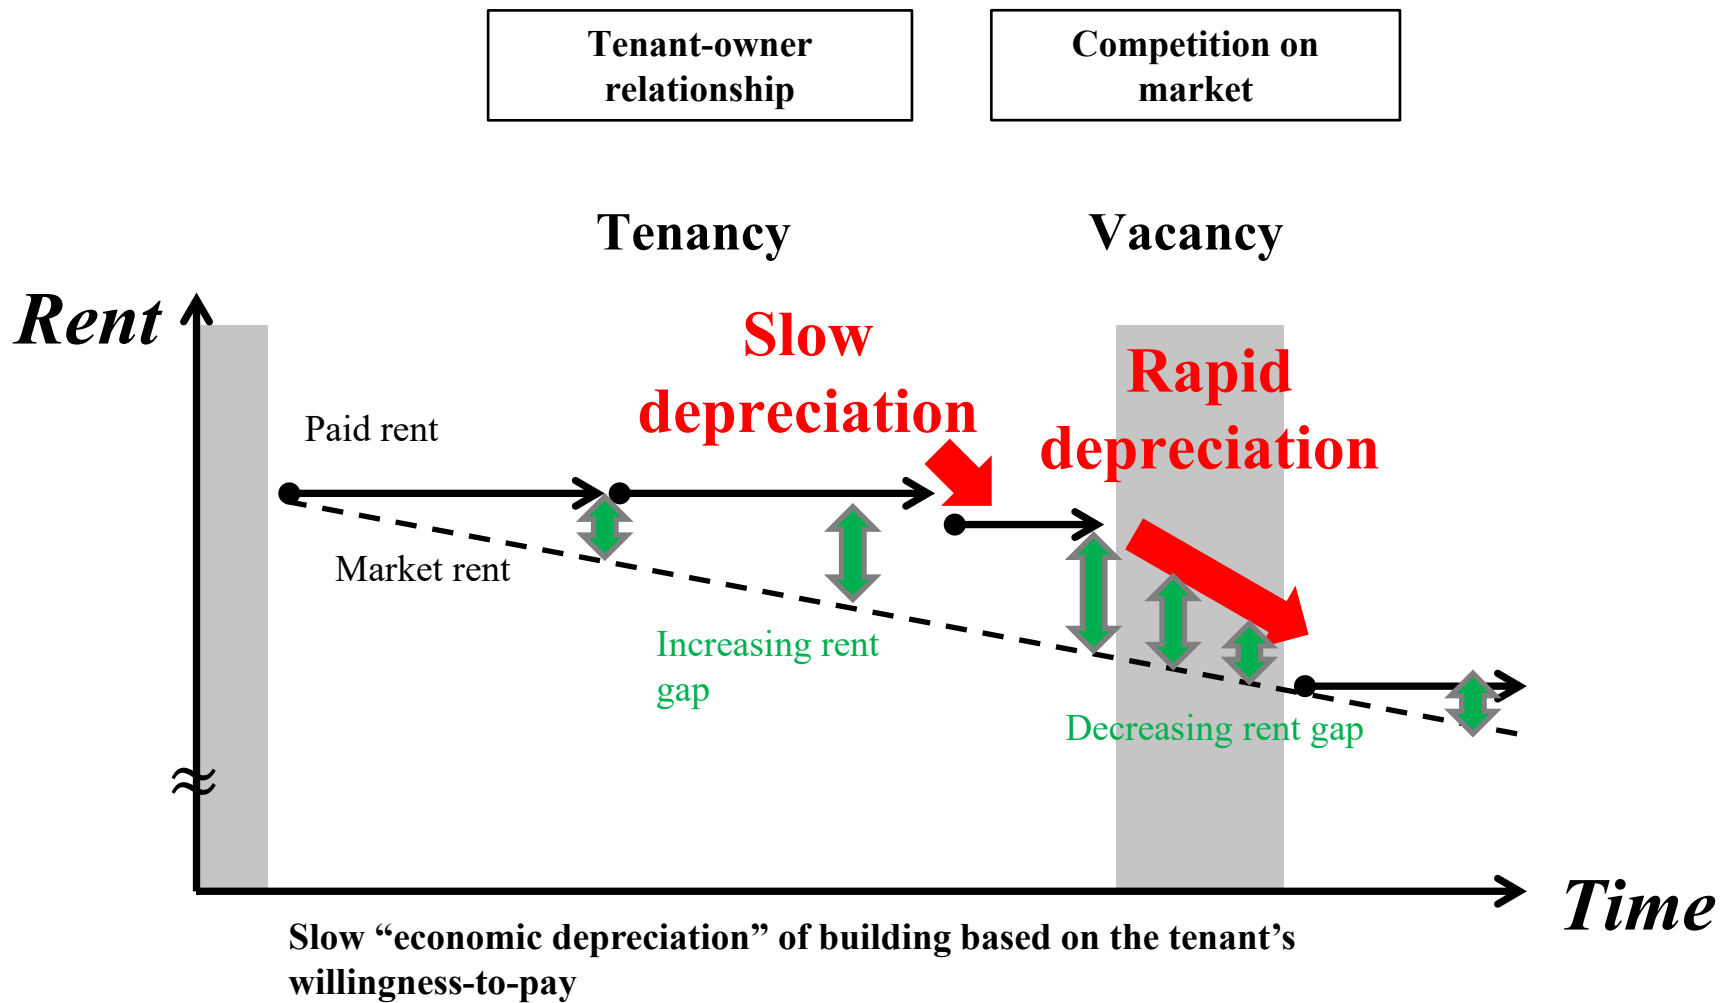 Tenant-owner
relationship
Competition on
market
Tenancy
Vacancy
Rent
Slow
depreciation
Rapid
depreciation
Paid rent
Market rent
Increasing rent
gap
Decreasing rent gap
Time
Slow “economic depreciation” of building based on the tenant’s
willingness-to-pay